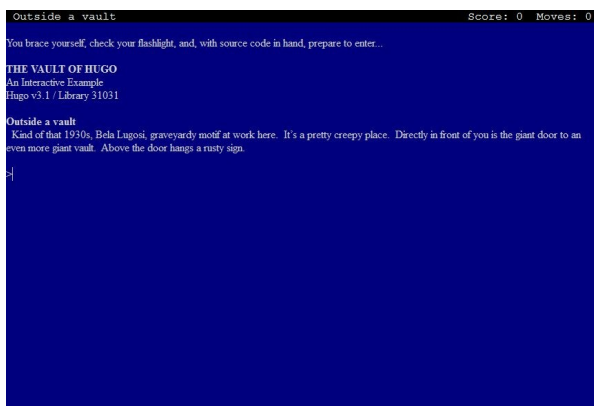 Outside a vault Score: 0 Moves: 0
You brace yourself, check your flashlight, and, with source code in hand, prepare to enter...
THE VAULT OF HUGO
An Interactive Example
Hugo v3.1 / Library 31031
Outside a vault
Kind of that 1930s, Bela Lugosi, graveyardy motif at work here. It's a pretty creepy place. Directly in front of you is the giant door to an
even more giant vault. Above the door hangs a rusty sign.
>